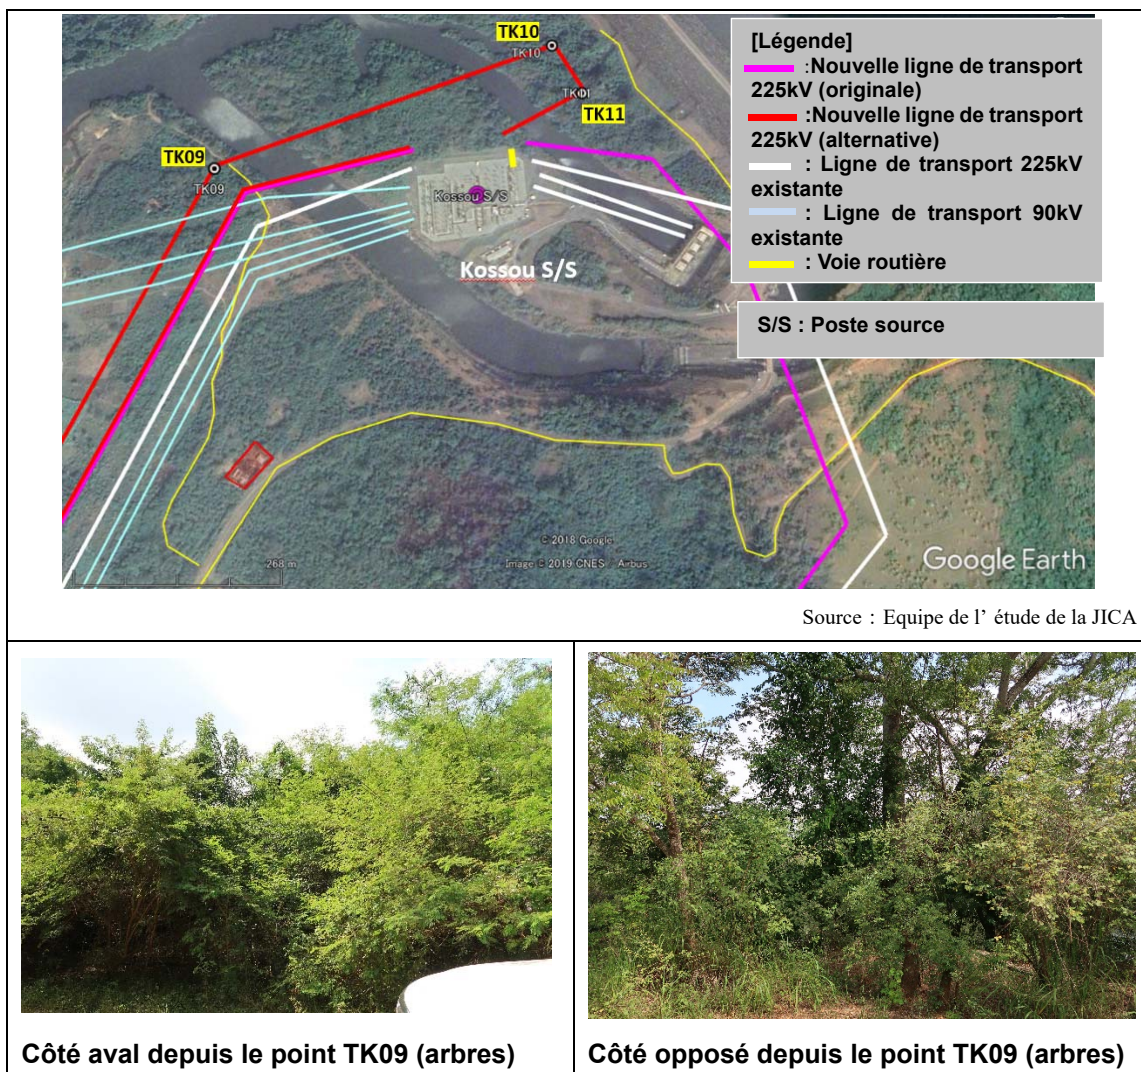 TK10
TK10
[Légende]
:Nouvelle ligne de transport
225kV (originale)
:Nouvelle ligne de transport
225kV (alternative)
: Ligne de transport 225kV
existante
: Ligne de transport 90kV
existante
: Voie routière
S/S : Poste source
TK11
TK09
TK09
Kossou S/S
Kossou S/S
268 m
© 2018 Google
Image © 2019 CNES / Airbus
Google Earth
Source : Equipe de l’ étude de la JICA
Côté aval depuis le point TK09 (arbres)
Côté opposé depuis le point TK09 (arbres)